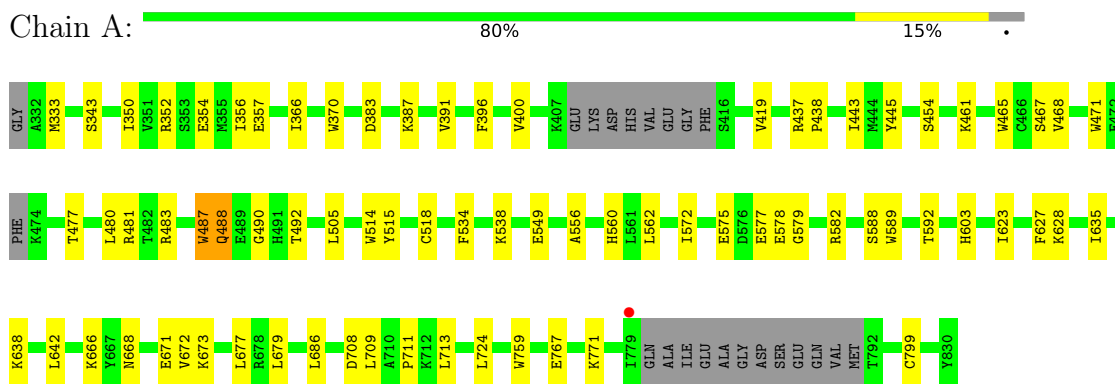 Chain A:
80% 15% •
GLY A332 M333 S343 I350 V351 R352 S353 E354 M355 I356 E357 I366 W370 D383 K387 V391 F396 V400 K407 GLU LYS ASP HIS VAL GLU GLY PHE S416 V419 R437 P438 I443 M444 Y445 S454 K461 W465 C466 S467 V468 W471 E472
PHE K474 T477 L480 R481 T482 R483 W487 Q488 E489 G490 H491 T492 L505 W514 Y515 C518 F534 K538 E549 A556 H560 L561 L562 I572 E575 D576 E577 E578 G579 R582 S588 W589 T592 H603 I623 F627 K628 I635
K638 L642 K666 Y667 N668 E671 V672 K673 L677 R678 L679 L686 D708 L709 A710 P711 K712 L713 L724 W759 E767 K771 I779 GLN ALA ILE GLU ALA GLY ASP SER GLU GLN VAL MET T792 C799 Y830